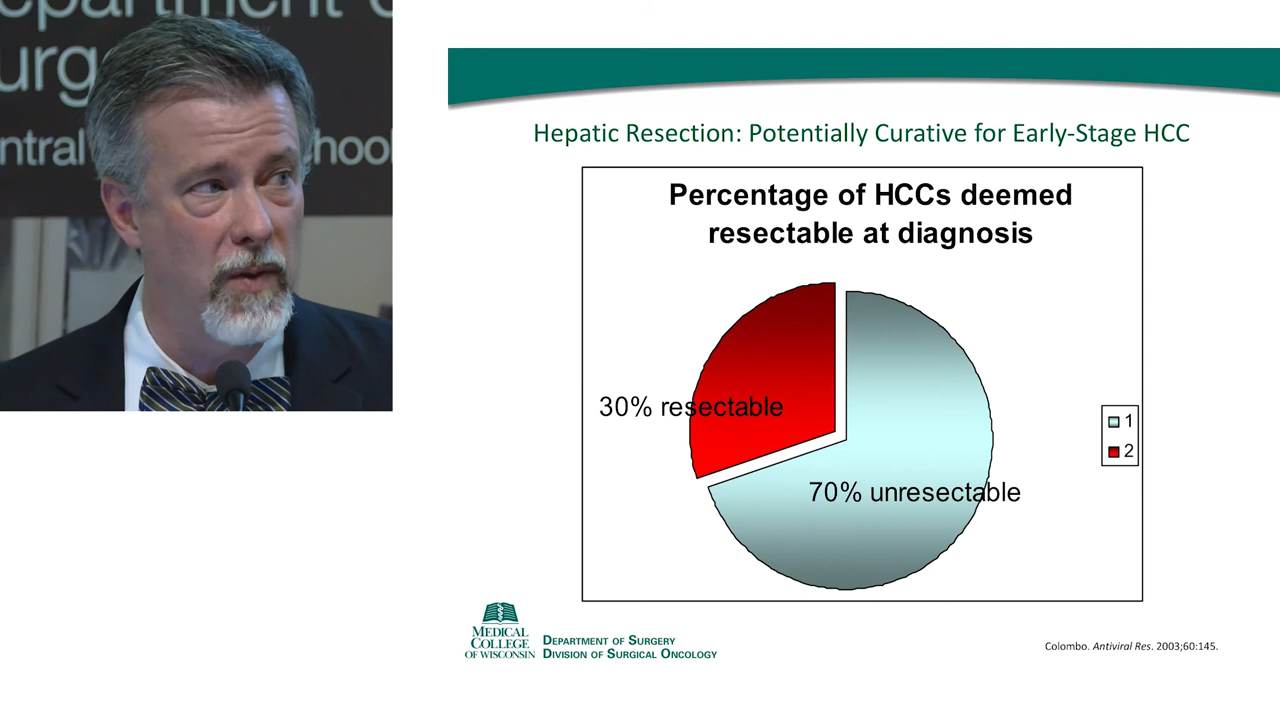 Hepatic Resection: Potentially Curative for Early-Stage HCC
Percentage of HCCs deemed
resectable at diagnosis
30% resectable
70% unresectable
1
2
MEDICAL
COLLEGE
OF WISCONSIN
DEPARTMENT OF SURGERY
DIVISION OF SURGICAL ONCOLOGY
Colombo. Antiviral Res. 2003;60:145.